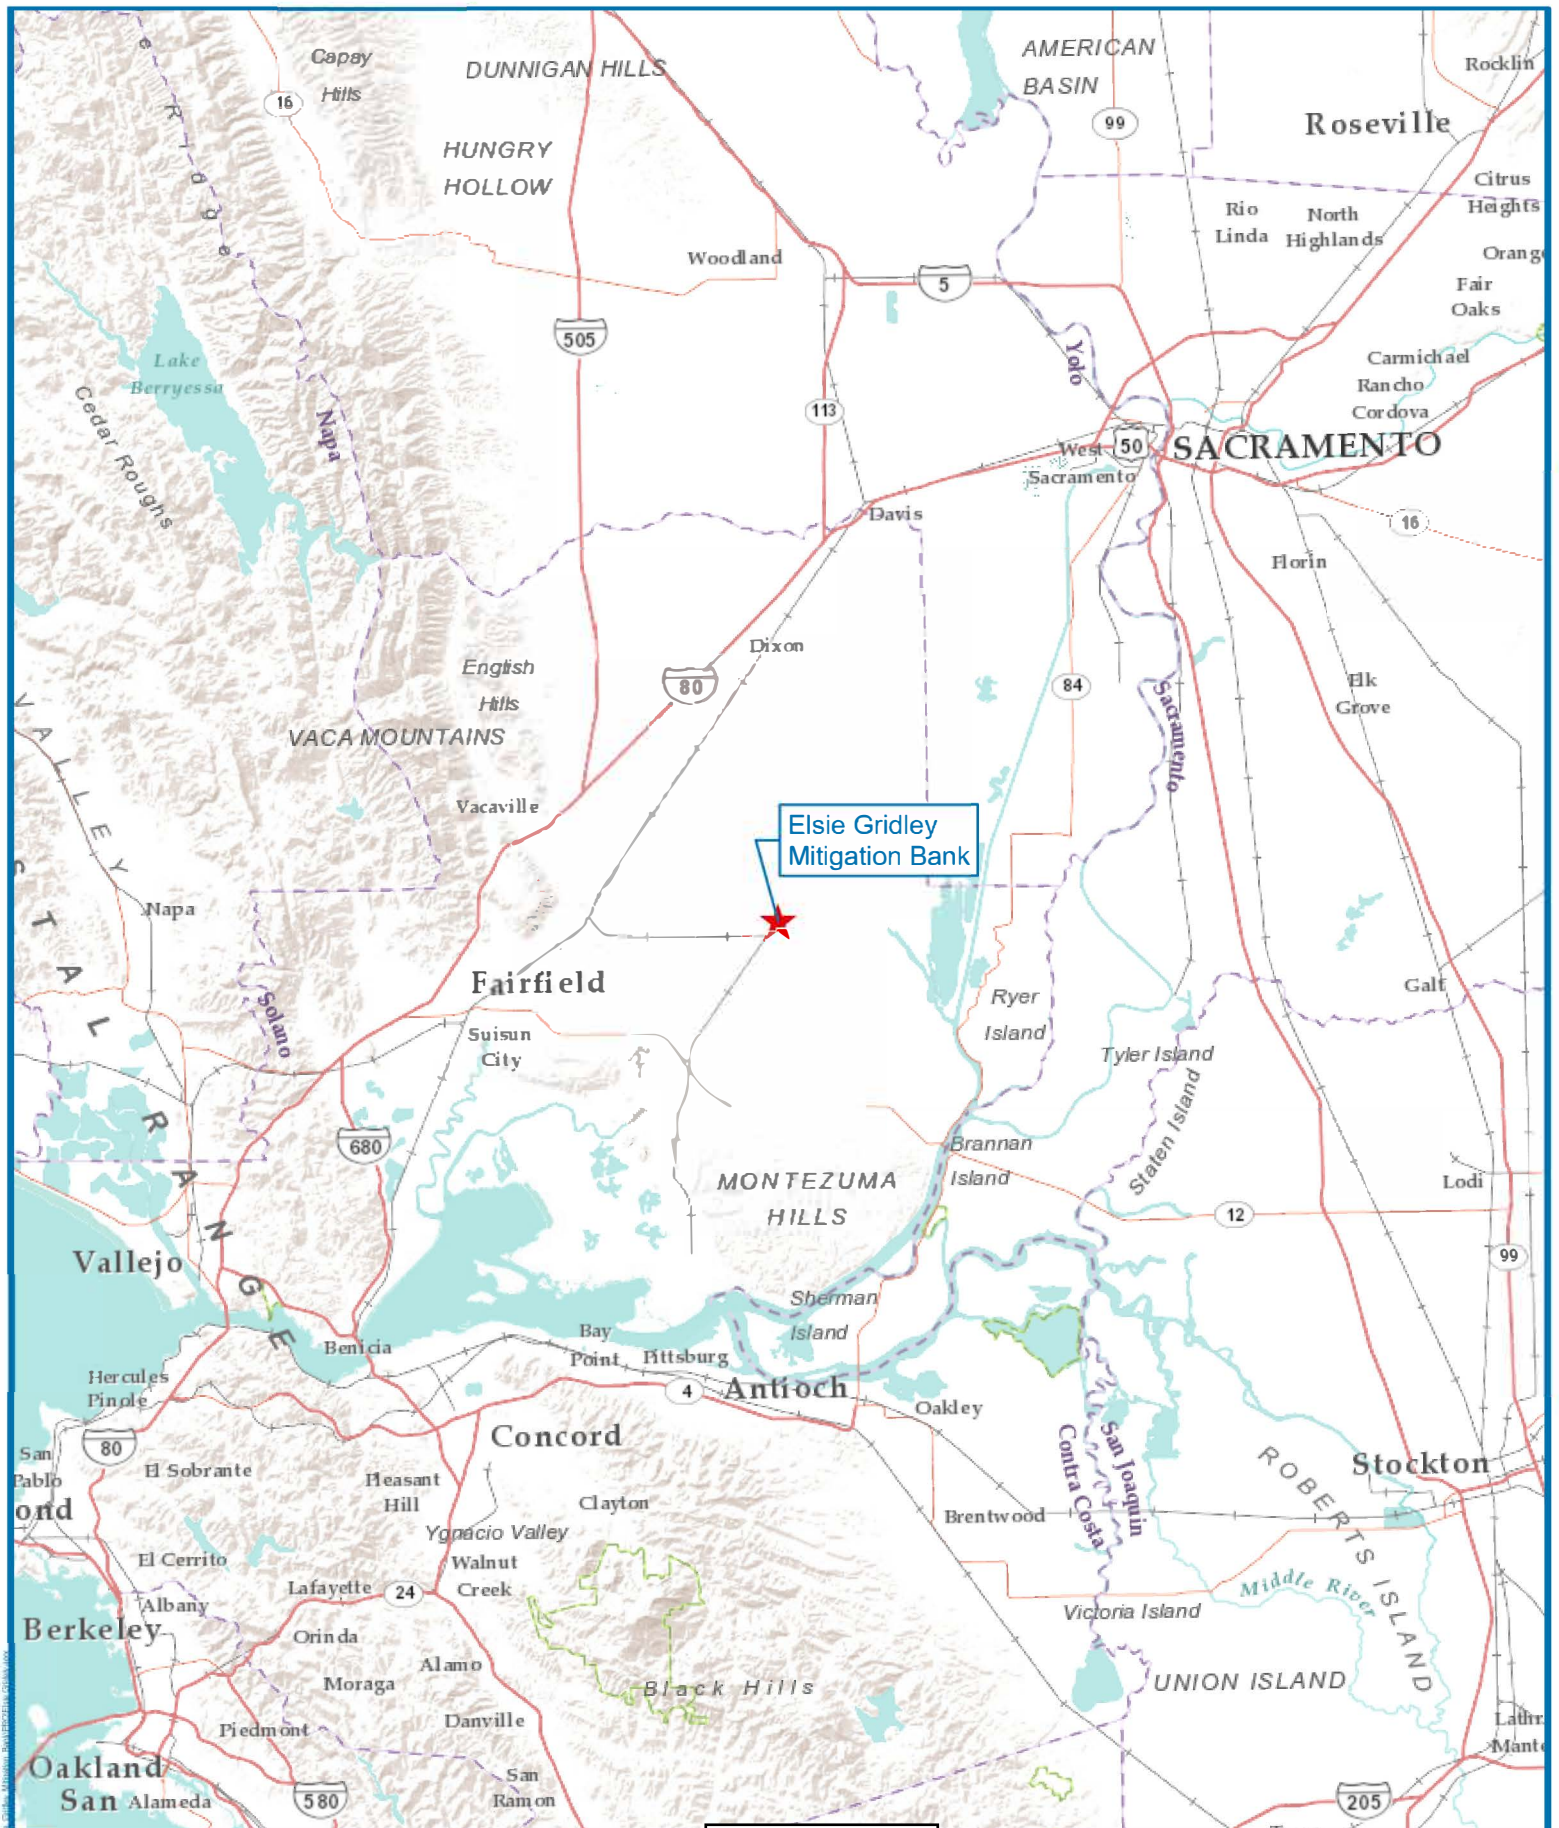 Capay
Hills
16
DUNNIGAN HILLS
AMERICAN
BASIN
99
Rocklin
Roseville
HUNGRY
HOLLOW
Ridge
Citrus
Heights
Rio
Linda
North
Highlands
Orange
Fair
Oaks
Woodland
5
505
Yolo
Lake
Berryessa
Carmichael
Rancho
Cordova
Cedar Roughs
Napa
113
West
Sacramento
50
SACRAMENTO
Davis
16
Florin
Dixon
English
Hills
80
84
Elk
Grove
Sacramento
VACA MOUNTAINS
VALLEY
Vacaville
Elsie Gridley
Mitigation Bank
Napa
Fairfield
Galt
Solano
Ryer
Island
Suisun
City
Tyler Island
Staten Island
680
Brannan
Island
MONTEZUMA
HILLS
Lodi
12
99
STAL RANGE
Vallejo
Sherman
Island
Benicia
Bay
Point
Pittsburg
Hercules
Pinole
4
Antioch
Oakley
80
Concord
San
Pablo
El Sobrante
Pleasant
Hill
Contra Costa
San Joaquin
Stockton
ond
Clayton
Brentwood
ROBERTS ISLAND
Ygnacio Valley
El Cerrito
Walnut
Creek
Lafayette
24
Albany
Middle River
Victoria Island
Berkeley
Orinda
Alamo
Moraga
Black Hills
UNION ISLAND
Danville
Piedmont
Lathr
Mante
Oakland
San
Ramon
San
Alameda
580
205